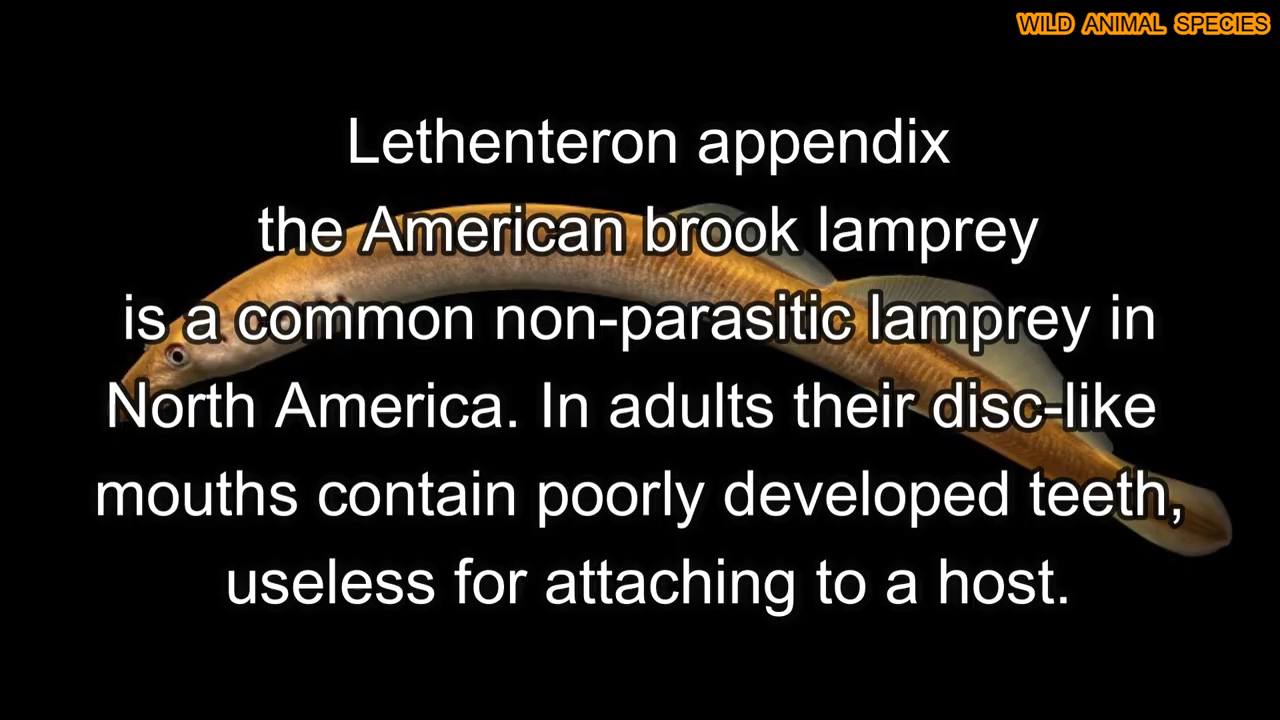 WILD ANIMAL SPECIES
Lethenteron appendix
the American brook lamprey
is a common non-parasitic lamprey in
North America. In adults their disc-like
mouths contain poorly developed teeth,
useless for attaching to a host.